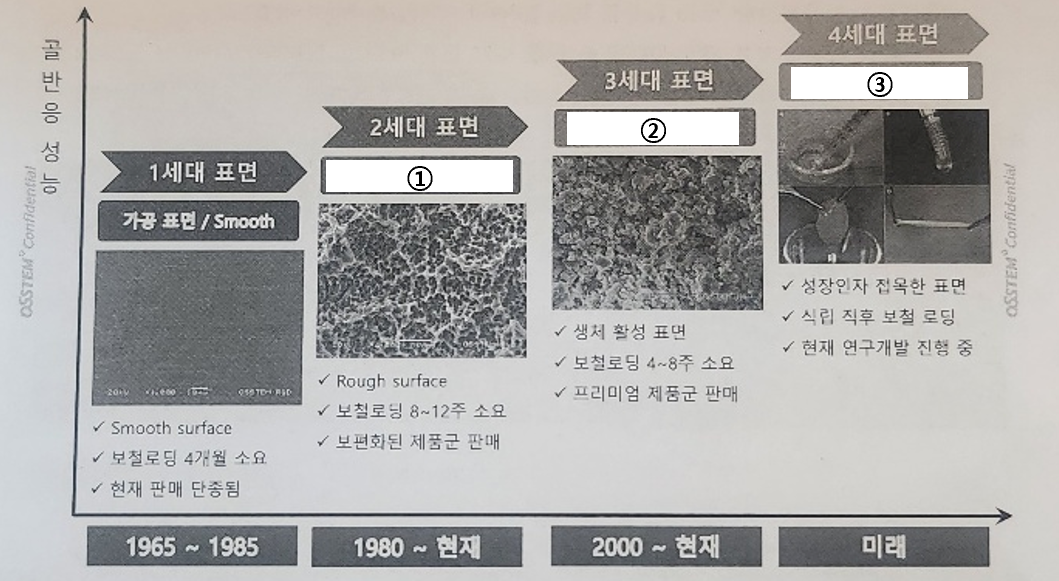 골반응 성능
4세대 표면
③
3세대 표면
②
2세대 표면
①
1세대 표면
가공 표면 / Smooth
✓ Smooth surface
✓ 보철로딩 4개월 소요
✓ 현재 판매 단종됨
✓ Rough surface
✓ 보철로딩 8~12주 소요
✓ 보편화된 제품군 판매
✓ 생체 활성 표면
✓ 보철로딩 4~8주 소요
✓ 프리미엄 제품군 판매
✓ 성장인자 접목한 표면
✓ 식립 직후 보철 로딩
✓ 현재 연구개발 진행 중
1965 ~ 1985
1980 ~ 현재
2000 ~ 현재
미래
OSSTEM® Confidential
OSSTEM® Confidential